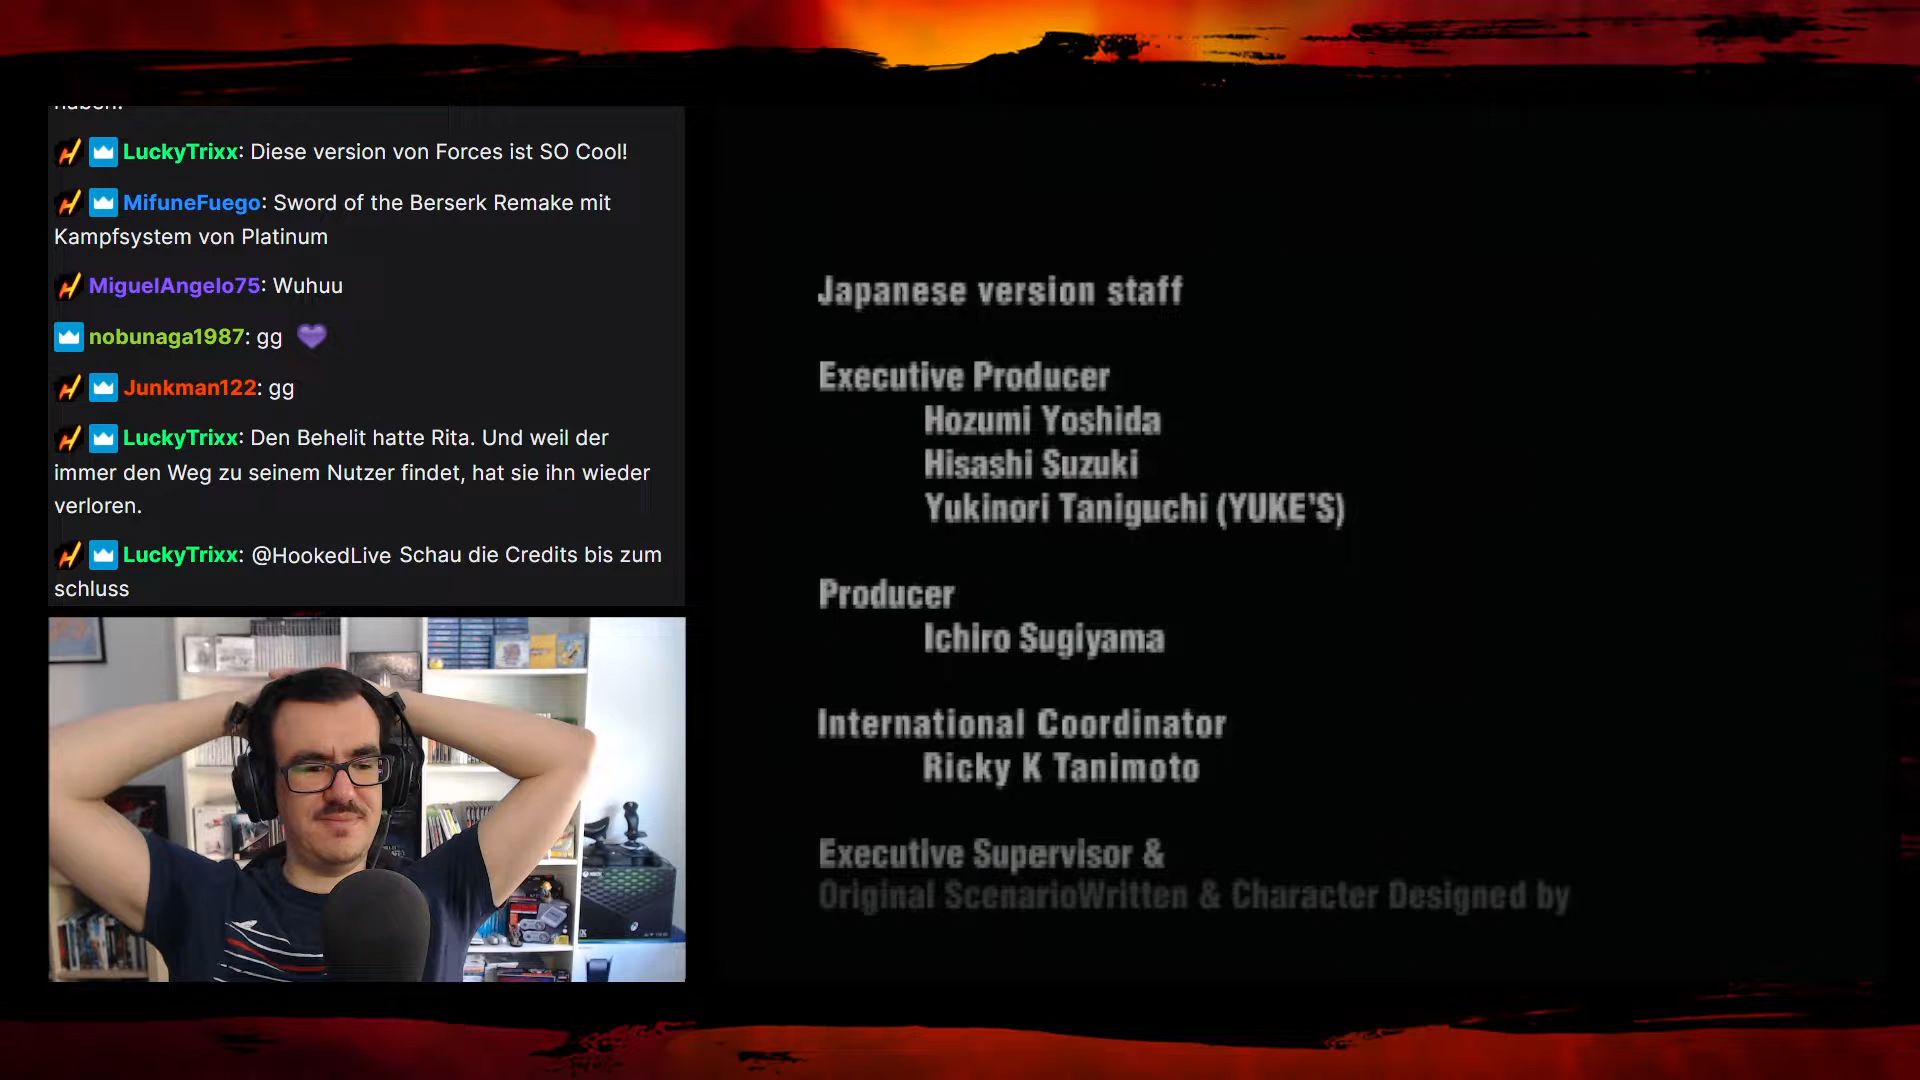 LuckyTrixx: Diese version von Forces ist SO Cool!
MifuneFuego: Sword of the Berserk Remake mit
Kampfsystem von Platinum
MiguelAngelo75: Wuhuu
nobunaga1987: gg
Junkman122: gg
LuckyTrixx: Den Behelit hatte Rita. Und weil der
immer den Weg zu seinem Nutzer findet, hat sie ihn wieder
verloren.
LuckyTrixx: @HookedLive Schau die Credits bis zum
schluss
Japanese version staff
Executive Producer
Hozumi Yoshida
Hisashi Suzuki
Yukinori Taniguchi (YUKE'S)
Producer
Ichiro Sugiyama
International Coordinator
Ricky K Tanimoto
Executive Supervisor &
Original ScenarioWritten & Character Designed by